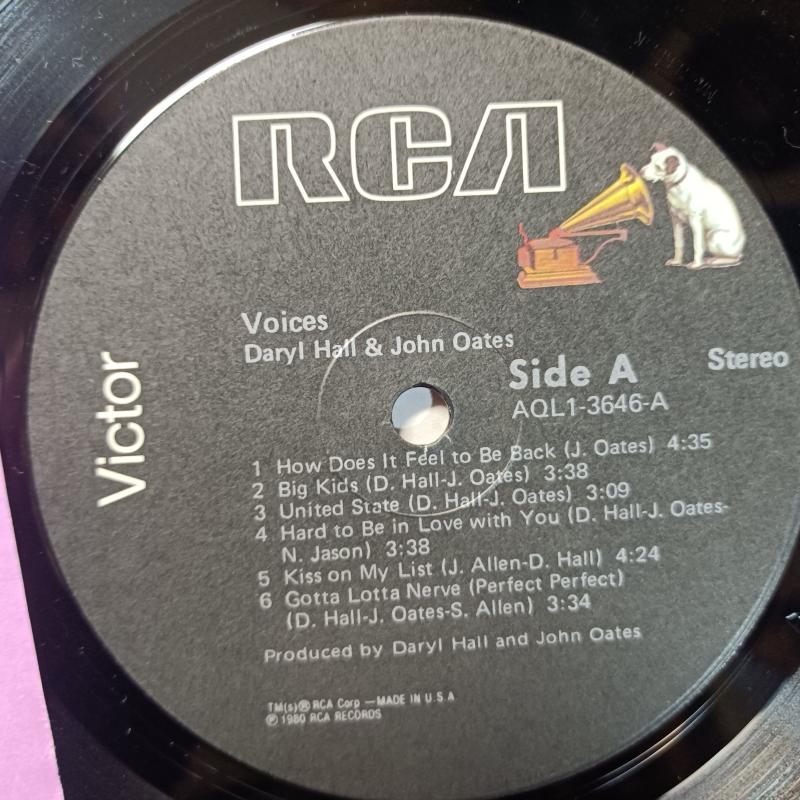 RCA
Voices
Daryl Hall & John Oates
Side A
Stereo
AQL1-3646-A
Victor
1 How Does It Feel to Be Back (J. Oates) 4:35
2 Big Kids (D. Hall-J. Oates) 3:38
3 United State (D. Hall-J. Oates) 3:09
4 Hard to Be in Love with You (D. Hall-J. Oates-
N. Jason) 3:38
5 Kiss on My List (J. Allen-D. Hall) 4:24
6 Gotta Lotta Nerve (Perfect Perfect)
(D. Hall-J. Oates-S. Allen) 3:34
Produced by Daryl Hall and John Oates
TM(s)® RCA Corp —MADE IN U.S.A
℗ 1980 RCA RECORDS